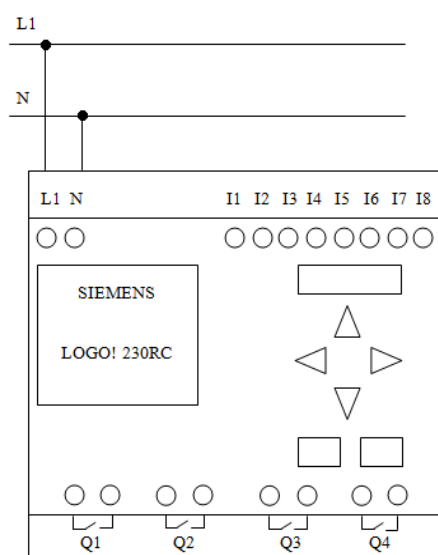 L1
N
L1 N I1 I2 I3 I4 I5 I6 I7 I8
SIEMENS
LOGO! 230RC
Q1 Q2 Q3 Q4